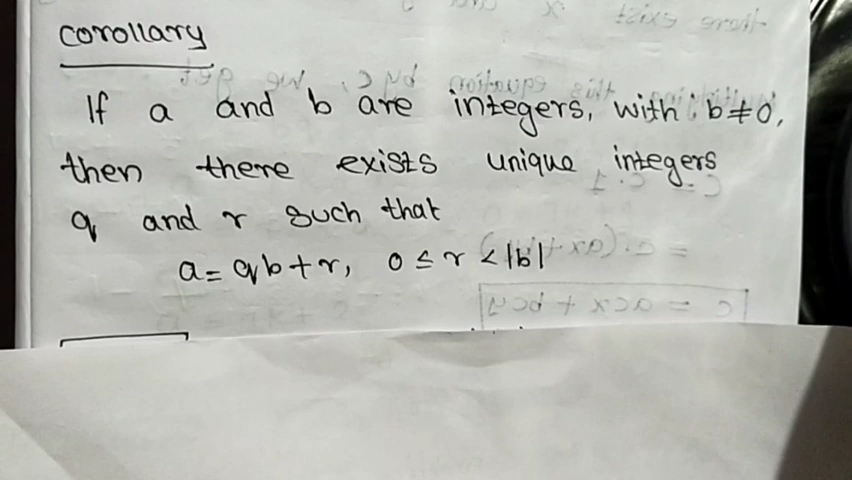 corollary
If a and b are integers, with b≠0,
then there exists unique integers
q and r such that
a = qb + r, 0 ≤ r < |b|